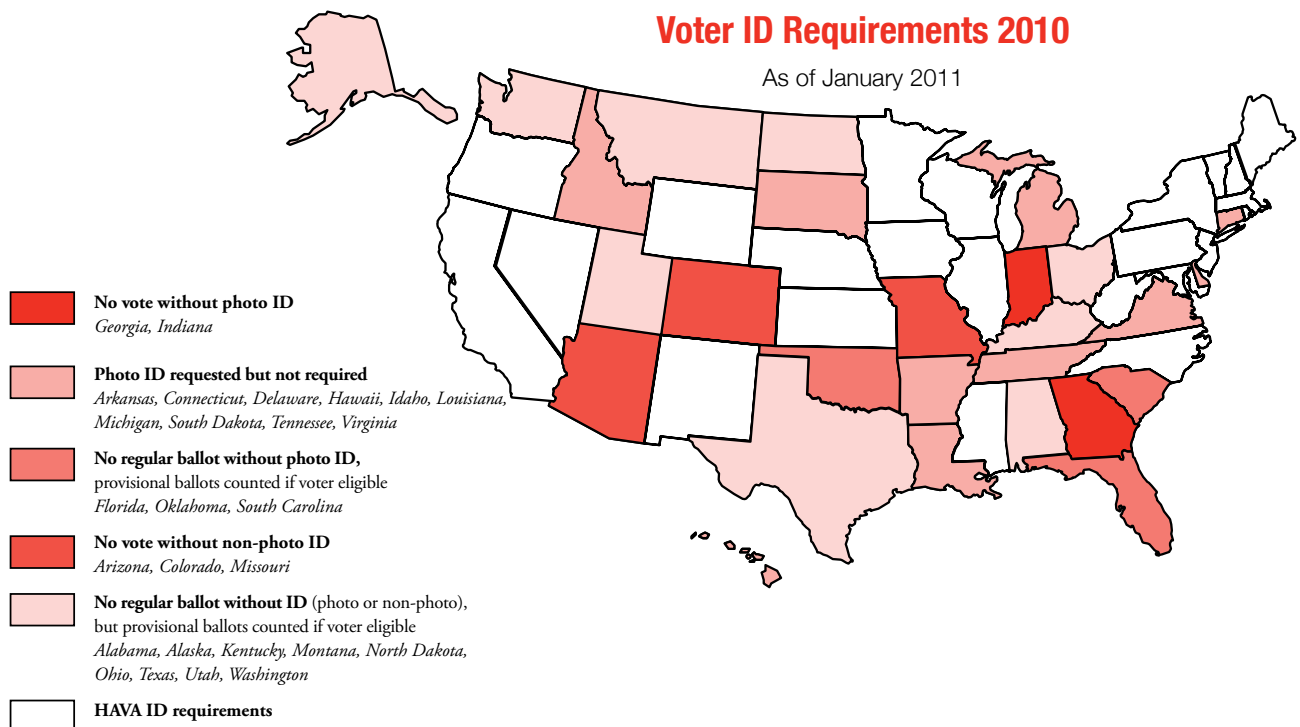 Voter ID Requirements 2010
As of January 2011
No vote without photo ID
Georgia, Indiana
Photo ID requested but not required
Arkansas, Connecticut, Delaware, Hawaii, Idaho, Louisiana,
Michigan, South Dakota, Tennessee, Virginia
No regular ballot without photo ID,
provisional ballots counted if voter eligible
Florida, Oklahoma, South Carolina
No vote without non-photo ID
Arizona, Colorado, Missouri
No regular ballot without ID (photo or non-photo),
but provisional ballots counted if voter eligible
Alabama, Alaska, Kentucky, Montana, North Dakota,
Ohio, Texas, Utah, Washington
HAVA ID requirements